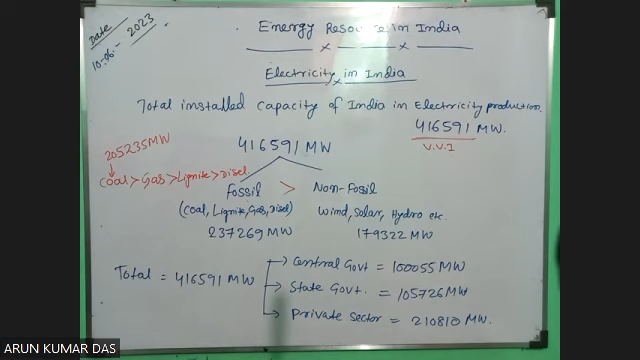 Date
10-06-2023
Energy Resource in India
Electricity in India
Total installed capacity of India in Electricity production.
416591 MW.
V.V.I
416591 MW
205235MW
Coal > Gas > Lignite > Disel.
Fossil > Non-Fossil
(Coal, Lignite, Gas, Disel) Wind, Solar, Hydro etc.
237269 MW 179322 MW
Total = 416591 MW
Central Govt = 100055 MW
State Govt. = 105726 MW
Private Sector = 210810 MW.
ARUN KUMAR DAS